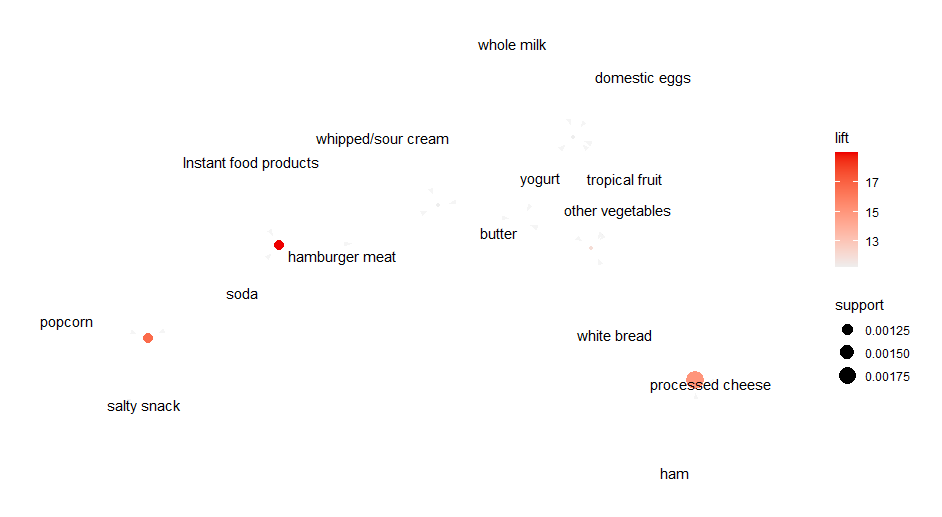 whole milk
domestic eggs
whipped/sour cream
Instant food products
yogurt
tropical fruit
other vegetables
butter
hamburger meat
soda
popcorn
white bread
processed cheese
salty snack
ham
lift
17
15
13
support
0.00125
0.00150
0.00175